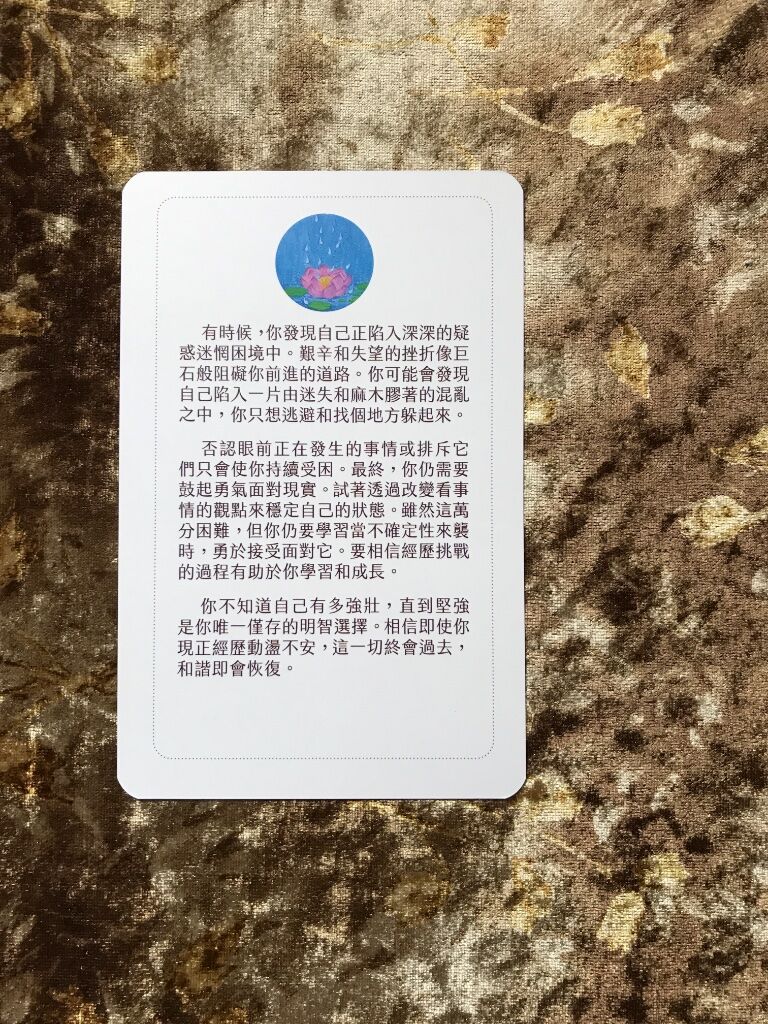 有時候，你發現自己正陷入深深的疑
惑迷惘困境中。艱辛和失望的挫折像巨
石般阻礙你前進的道路。你可能會發現
自己陷入一片由迷失和麻木膠著的混亂
之中，你只想逃避和找個地方躲起來。
否認眼前正在發生的事情或排斥它
們只會使你持續受困。最終，你仍需要
鼓起勇氣面對現實。試著透過改變看事
情的觀點來穩定自己的狀態。雖然這萬
分困難，但你仍要學習當不確定性來襲
時，勇於接受面對它。要相信經歷挑戰
的過程有助於你學習和成長。
你不知道自己有多強壯，直到堅強
是你唯一僅存的明智選擇。相信即使你
現正經歷動盪不安，這一切終會過去，
和諧即會恢復。